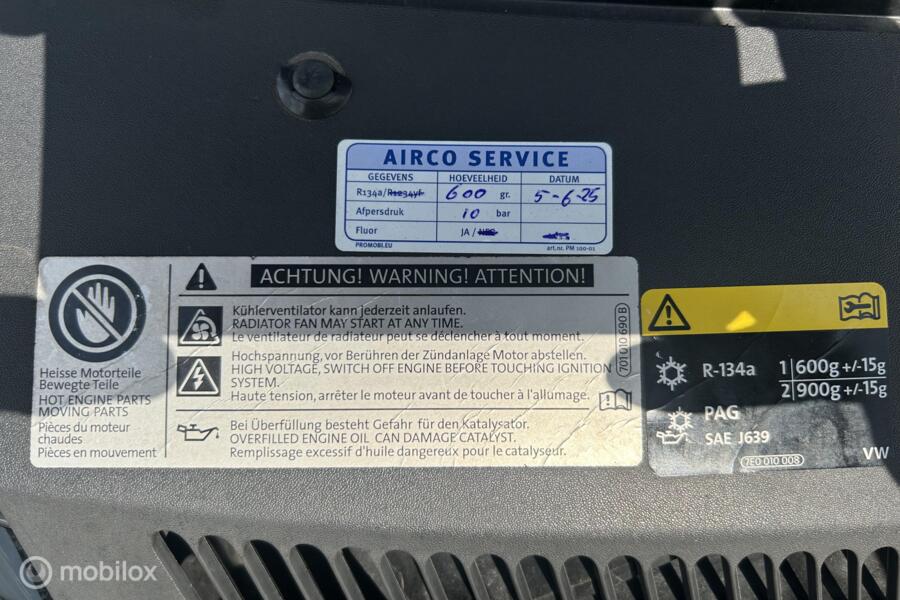 AIRCO SERVICE
GEGEVENS HOEVEELHEID DATUM
R134a/R1234yf 600 gr. 5-6-25
Afpersdruk 10 bar
Fluor JA / NEE
PROMOBI.EU art.nr. PM 100-01
ACHTUNG! WARNING! ATTENTION!
Kühlerventilator kann jederzeit anlaufen.
RADIATOR FAN MAY START AT ANY TIME.
Le ventilateur de radiateur peut se déclencher à tout moment.
Hochspannung, vor Berühren der Zündanlage Motor abstellen.
HIGH VOLTAGE, SWITCH OFF ENGINE BEFORE TOUCHING IGNITION
SYSTEM.
Haute tension, arrêter le moteur avant de toucher à l'allumage.
Bei Überfüllung besteht Gefahr für den Katalysator.
OVERFILLED ENGINE OIL CAN DAMAGE CATALYST.
Remplissage excessif d'huile dangereux pour le catalyseur.
Heisse Motorteile
Bewegte Teile
HOT ENGINE PARTS
MOVING PARTS
Pièces du moteur
chaudes
Pièces en mouvement
701 010 690 B
R-134a 1 600g +/-15g
2 900g +/-15g
PAG
SAE J639
7E0 010 008
VW
mobilox